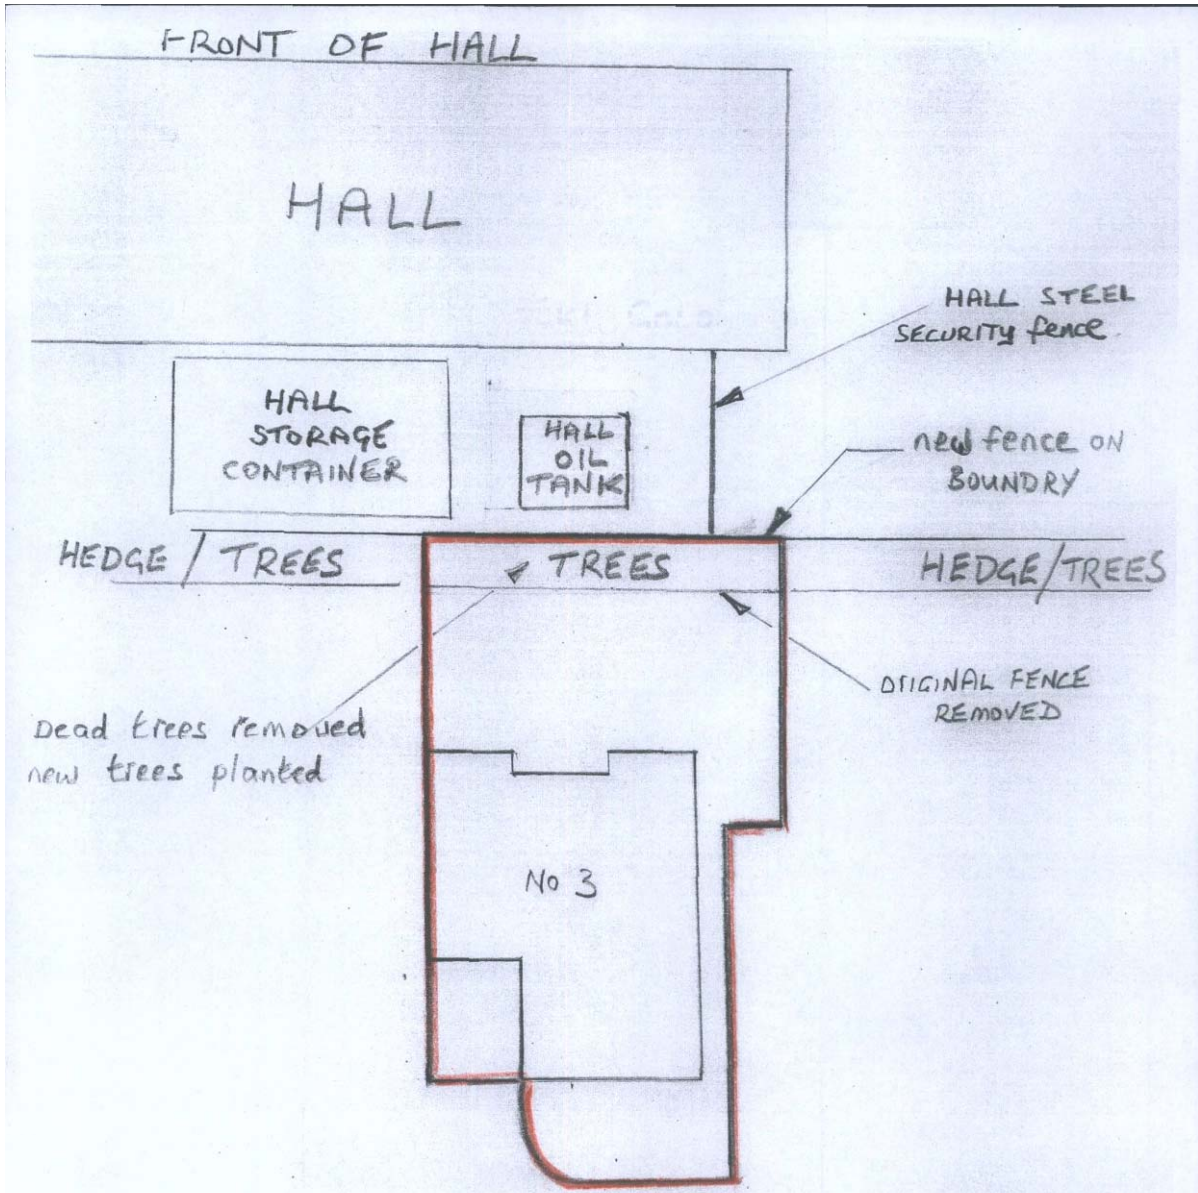 FRONT OF HALL
HALL
HALL STEEL
SECURITY fence
HALL
STORAGE
CONTAINER
HALL
OIL
TANK
new fence ON
BOUNDRY
HEDGE / TREES
TREES
HEDGE/TREES
ORIGINAL FENCE
REMOVED
Dead trees removed
new trees planted
No 3